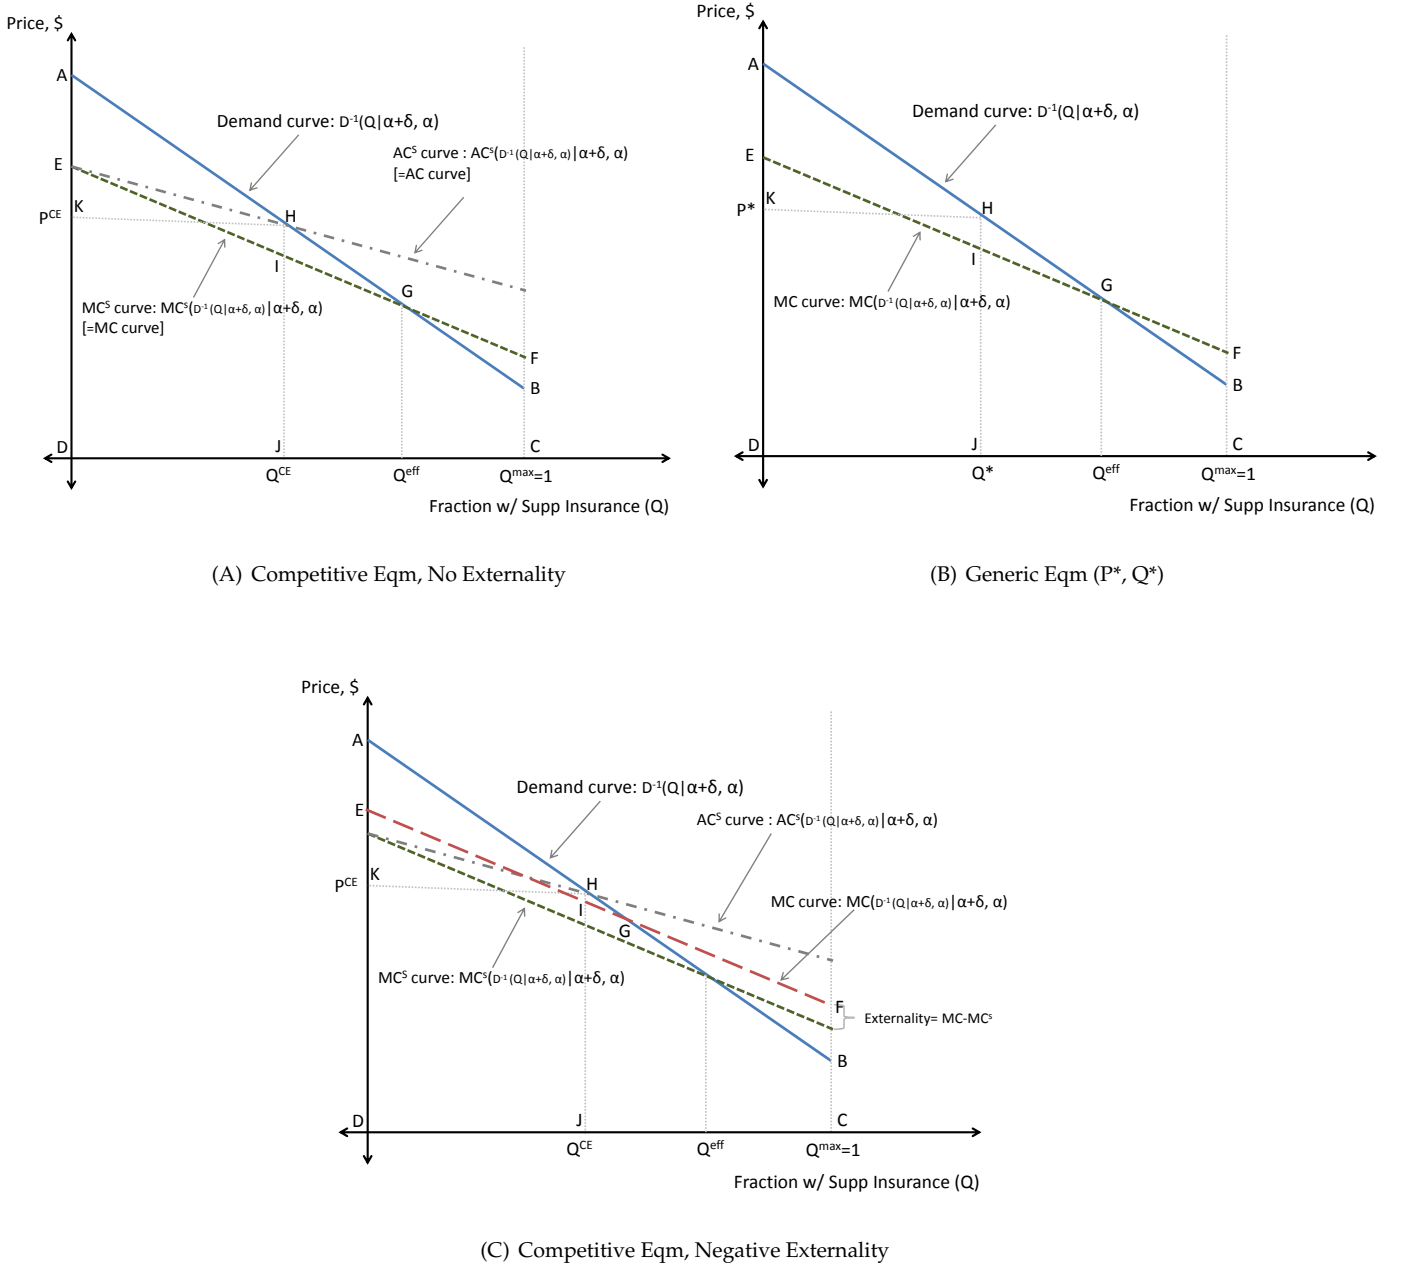 Price, $
A
Demand curve: D⁻¹(Q|α+δ, α)
ACˢ curve : ACˢ(D⁻¹(Q|α+δ, α)|α+δ, α)
[=AC curve]
E
K
Pᶜᴱ
H
I
G
MCˢ curve: MCˢ(D⁻¹(Q|α+δ, α)|α+δ, α)
[=MC curve]
F
B
D
J
C
Qᶜᴱ
Qᵉᶠᶠ
Qᵐᵃˣ=1
Fraction w/ Supp Insurance (Q)
(A) Competitive Eqm, No Externality
Price, $
A
Demand curve: D⁻¹(Q|α+δ, α)
E
K
P*
H
I
G
MC curve: MC(D⁻¹(Q|α+δ, α)|α+δ, α)
F
B
D
J
C
Q*
Qᵉᶠᶠ
Qᵐᵃˣ=1
Fraction w/ Supp Insurance (Q)
(B) Generic Eqm (P*, Q*)
Price, $
A
Demand curve: D⁻¹(Q|α+δ, α)
E
ACˢ curve : ACˢ(D⁻¹(Q|α+δ, α)|α+δ, α)
K
Pᶜᴱ
H
I
MC curve: MC(D⁻¹(Q|α+δ, α)|α+δ, α)
G
MCˢ curve: MCˢ(D⁻¹(Q|α+δ, α)|α+δ, α)
F
Externality= MC-MCˢ
B
D
J
C
Qᶜᴱ
Qᵉᶠᶠ
Qᵐᵃˣ=1
Fraction w/ Supp Insurance (Q)
(C) Competitive Eqm, Negative Externality